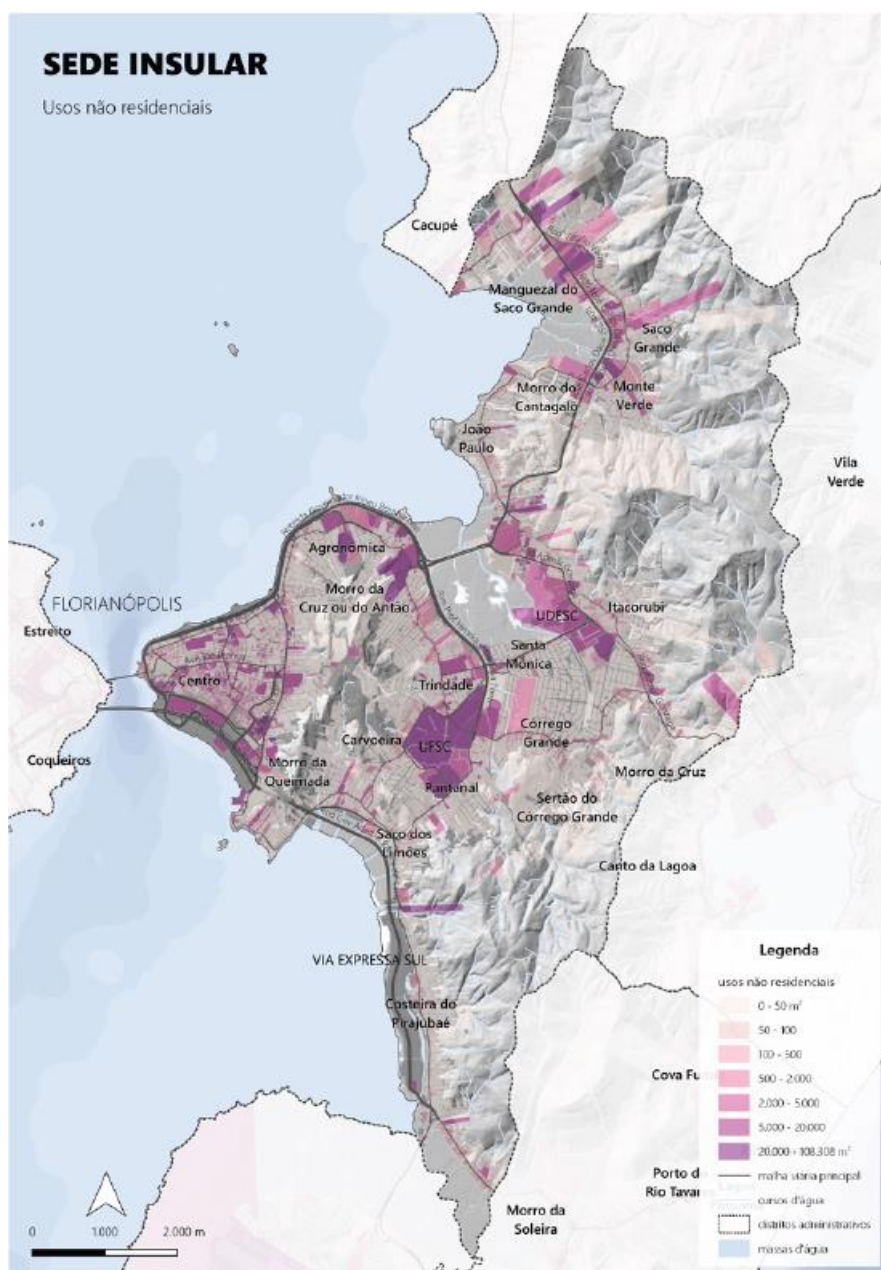 SEDE INSULAR
Usos não residenciais
Cacupé
Manguezal do
Saco Grande
Saco
Grande
Morro do
Cantagalo
Monte
Verde
João
Paulo
Vila
Verde
Agronômica
Morro da
Cruz ou do Antão
FLORIANÓPOLIS
Estreito
UDESC
Itacorubi
Santa
Mônica
Centro
Trindade
Córrego
Grande
Carvoeira
UFSC
Coqueiros
Morro da
Queimada
Morro da Cruz
Pantanal
Sertão do
Córrego Grande
Saco dos
Limões
Canto da Lagoa
VIA EXPRESSA SUL
Costeira do
Pirajubaé
Cova
Porto
Rio
Morro da
Soleira
0 1.000 2.000 m
Legenda
usos não residenciais
0 - 50 m²
50 - 100
100 - 500
500 - 2.000
2.000 - 5.000
5.000 - 20.000
20.000 - 108.308 m²
malha viária principal
cursos d'água
distritos administrativos
massas d'água